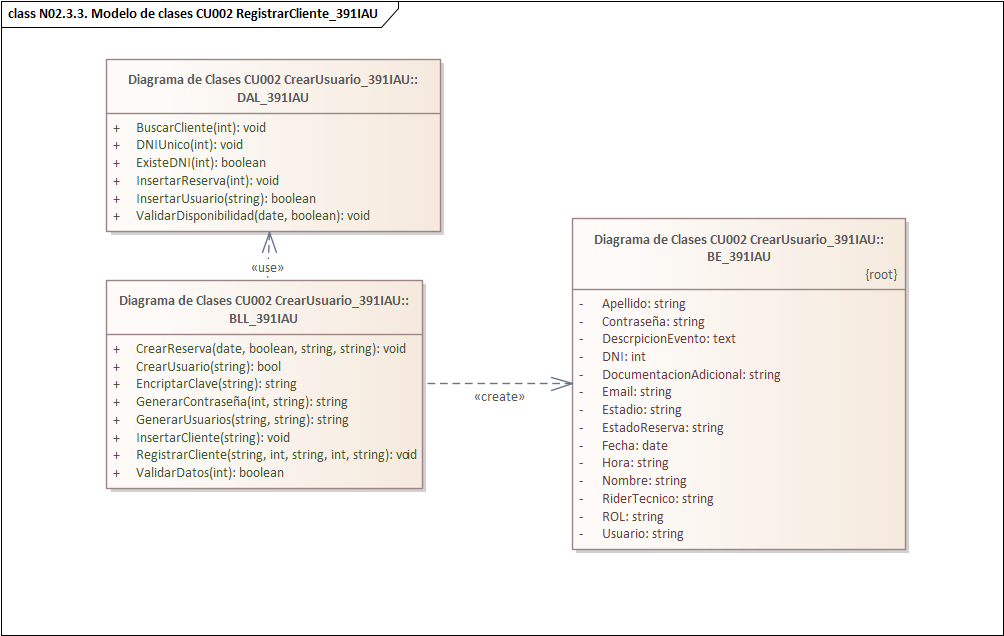 class N02.3.3. Modelo de clases CU002 RegistrarCliente_391IAU
Diagrama de Clases CU002 CrearUsuario_391IAU::
DAL_391IAU
+ BuscarCliente(int): void
+ DNIUnico(int): void
+ ExisteDNI(int): boolean
+ InsertarReserva(int): void
+ InsertarUsuario(string): boolean
+ ValidarDisponibilidad(date, boolean): void
«use»
Diagrama de Clases CU002 CrearUsuario_391IAU::
BLL_391IAU
+ CrearReserva(date, boolean, string, string): void
+ CrearUsuario(string): bool
+ EncriptarClave(string): string
+ GenerarContraseña(int, string): string
+ GenerarUsuarios(string, string): string
+ InsertarCliente(string): void
+ RegistrarCliente(string, int, string, int, string): void
+ ValidarDatos(int): boolean
«create»
Diagrama de Clases CU002 CrearUsuario_391IAU::
BE_391IAU
{root}
- Apellido: string
- Contraseña: string
- DescrpicionEvento: text
- DNI: int
- DocumentacionAdicional: string
- Email: string
- Estadio: string
- EstadoReserva: string
- Fecha: date
- Hora: string
- Nombre: string
- RiderTecnico: string
- ROL: string
- Usuario: string